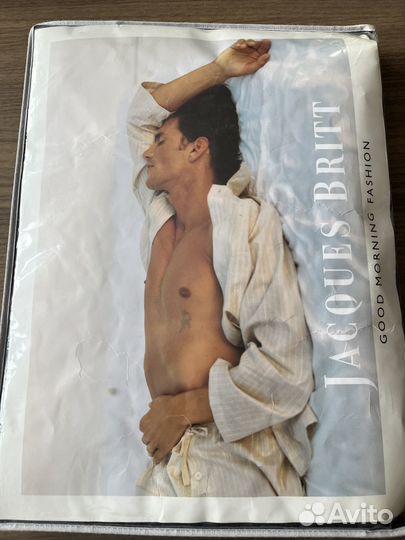 JACQUES BRITT
GOOD MORNING FASHION
Avito